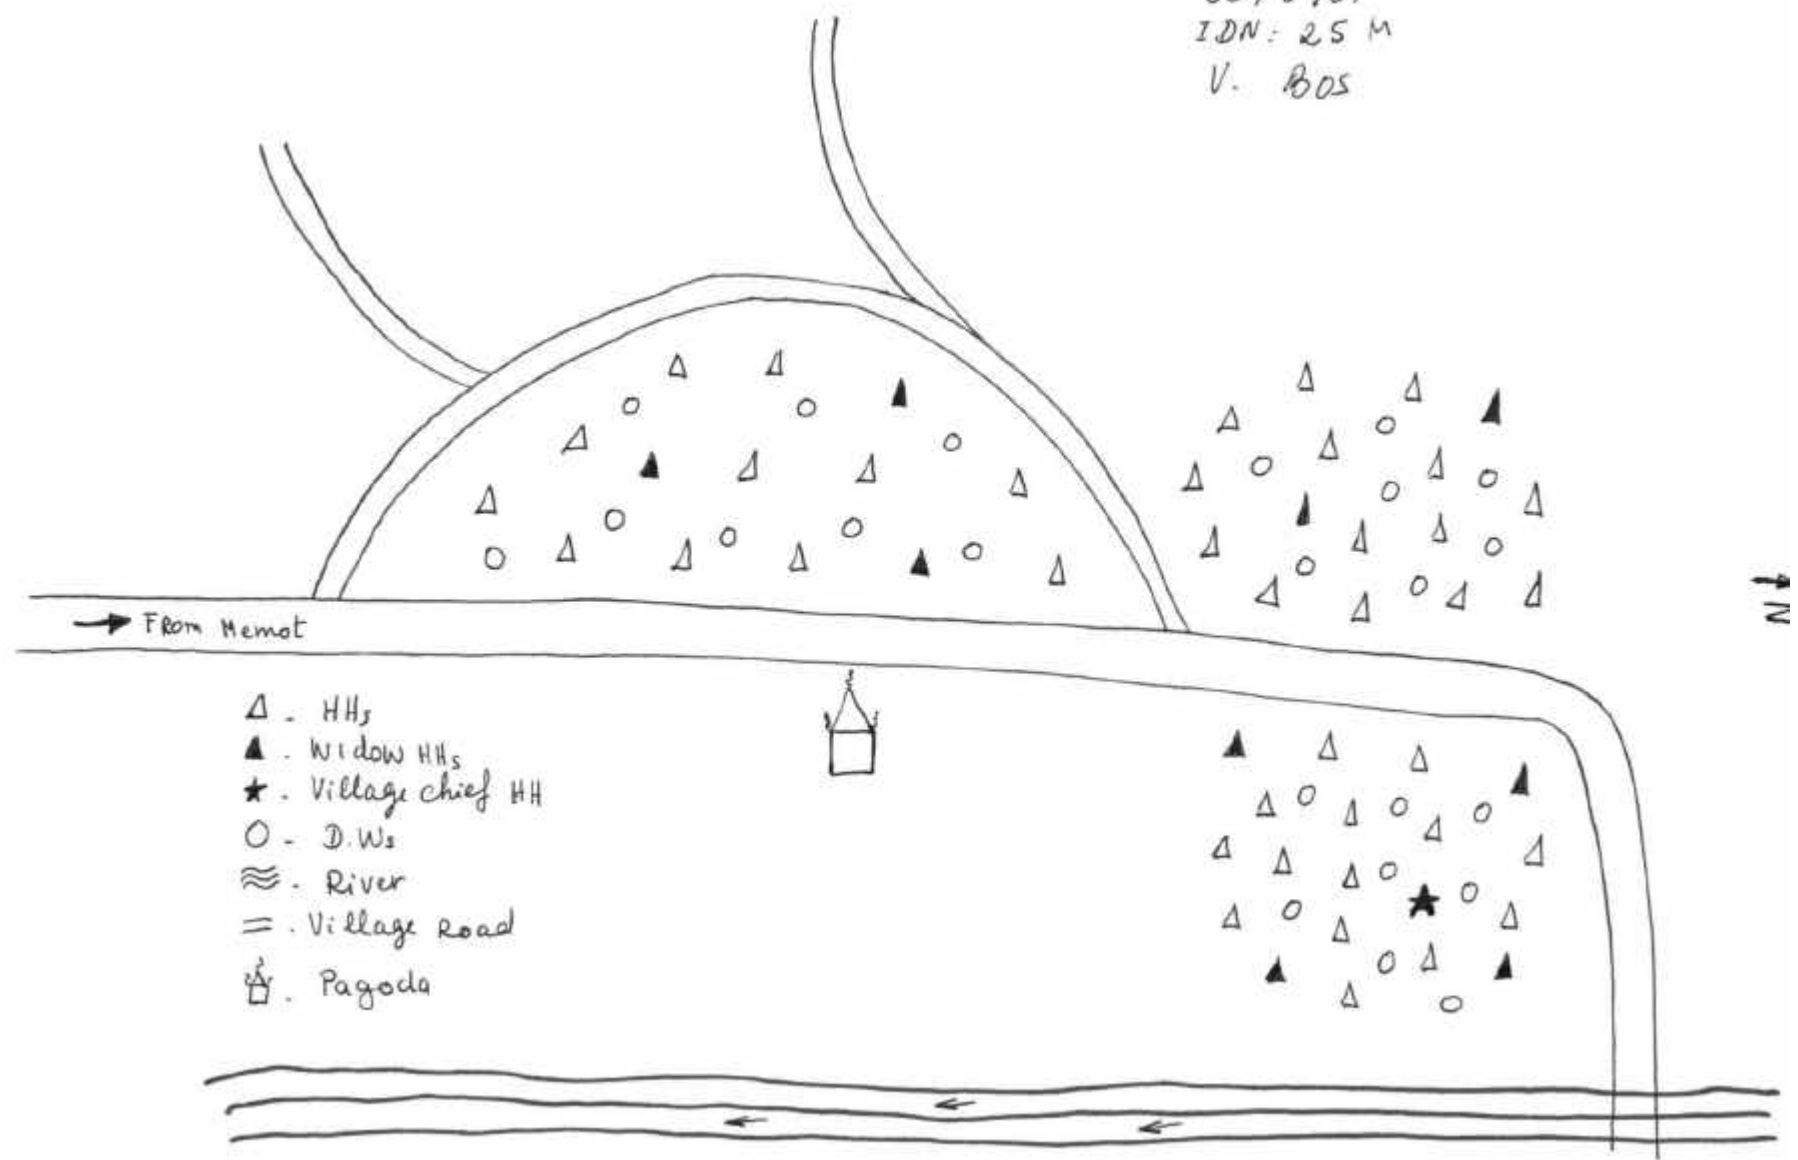 IDN: 25 M
V. BOS
N
From Memot
- HHs
- Widow HHs
- Village chief HH
- D.Ws
- River
- Village Road
- Pagoda